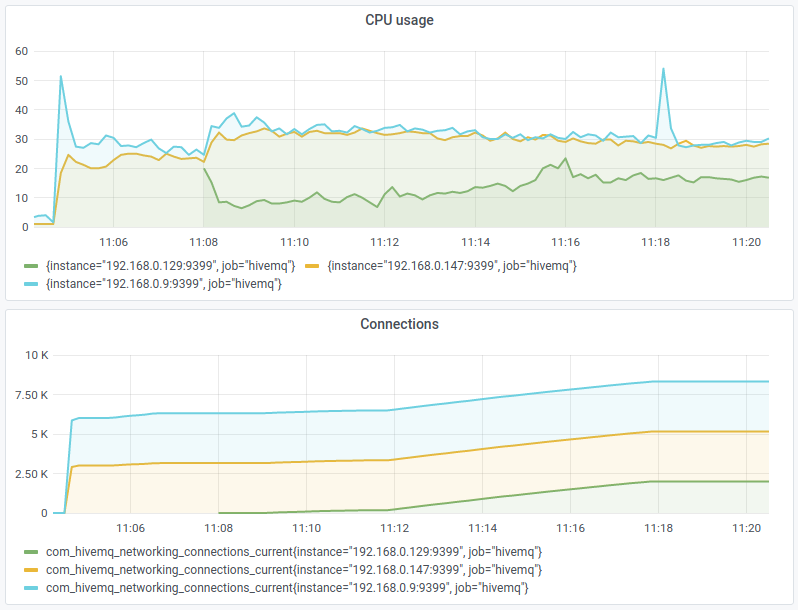 CPU usage
60
50
40
30
20
10
0
11:06 11:08 11:10 11:12 11:14 11:16 11:18 11:20
{instance="192.168.0.129:9399", job="hivemq"} {instance="192.168.0.147:9399", job="hivemq"}
{instance="192.168.0.9:9399", job="hivemq"}
Connections
10 K
7.50 K
5 K
2.50 K
0
11:06 11:08 11:10 11:12 11:14 11:16 11:18 11:20
com_hivemq_networking_connections_current{instance="192.168.0.129:9399", job="hivemq"}
com_hivemq_networking_connections_current{instance="192.168.0.147:9399", job="hivemq"}
com_hivemq_networking_connections_current{instance="192.168.0.9:9399", job="hivemq"}